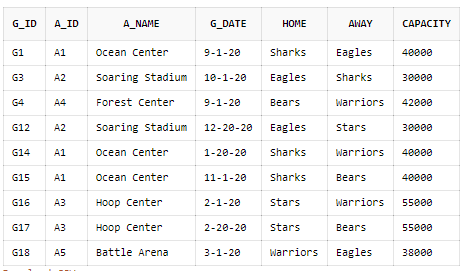 G_ID A_ID A_NAME G_DATE HOME AWAY CAPACITY
G1 A1 Ocean Center 9-1-20 Sharks Eagles 40000
G3 A2 Soaring Stadium 10-1-20 Eagles Sharks 30000
G4 A4 Forest Center 9-1-20 Bears Warriors 42000
G12 A2 Soaring Stadium 12-20-20 Eagles Stars 30000
G14 A1 Ocean Center 1-20-20 Sharks Warriors 40000
G15 A1 Ocean Center 11-1-20 Sharks Bears 40000
G16 A3 Hoop Center 2-1-20 Stars Warriors 55000
G17 A3 Hoop Center 2-20-20 Stars Bears 55000
G18 A5 Battle Arena 3-1-20 Warriors Eagles 38000